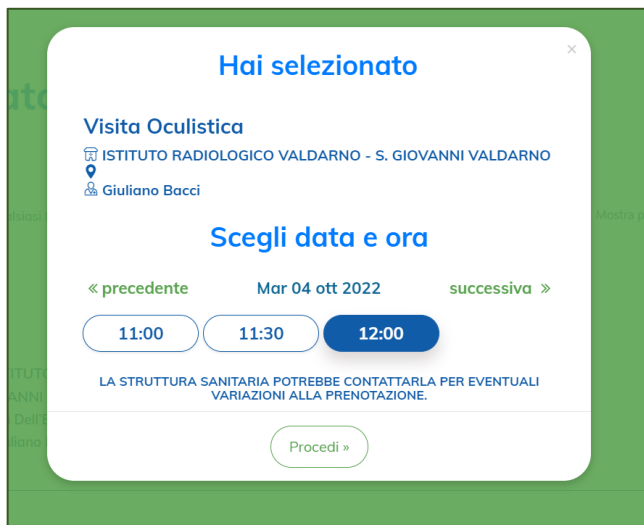 ×
Hai selezionato
Visita Oculistica
ISTITUTO RADIOLOGICO VALDARNO - S. GIOVANNI VALDARNO
Giuliano Bacci
Mostra p
Scegli data e ora
« precedente Mar 04 ott 2022 successiva »
11:00 11:30 12:00
LA STRUTTURA SANITARIA POTREBBE CONTATTARLA PER EVENTUALI
VARIAZIONI ALLA PRENOTAZIONE.
Procedi »